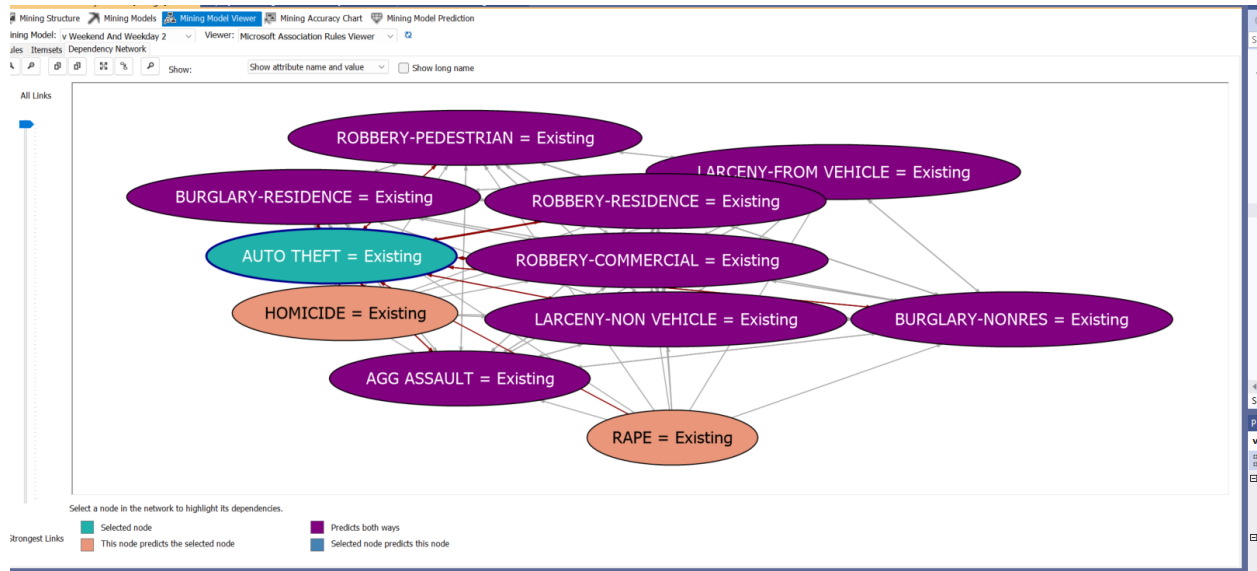 Mining Structure Mining Models Mining Model Viewer Mining Accuracy Chart Mining Model Prediction
ining Model: v Weekend And Weekday 2 Viewer: Microsoft Association Rules Viewer
ules Itemsets Dependency Network
Show: Show attribute name and value Show long name
All Links
ROBBERY-PEDESTRIAN = Existing
LARCENY-FROM VEHICLE = Existing
BURGLARY-RESIDENCE = Existing
ROBBERY-RESIDENCE = Existing
AUTO THEFT = Existing
ROBBERY-COMMERCIAL = Existing
HOMICIDE = Existing
LARCENY-NON VEHICLE = Existing
BURGLARY-NONRES = Existing
AGG ASSAULT = Existing
RAPE = Existing
Select a node in the network to highlight its dependencies.
Selected node Predicts both ways
Strongest Links This node predicts the selected node Selected node predicts this node